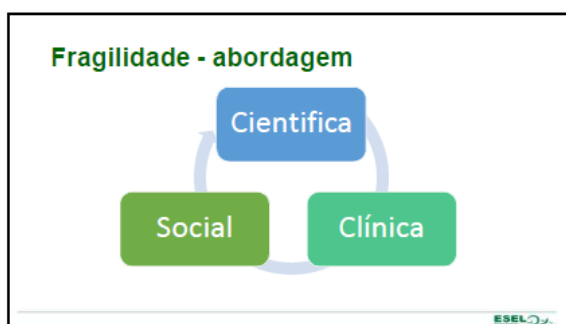 Fragilidade - abordagem
Cientifica
Social
Clínica
ESEL